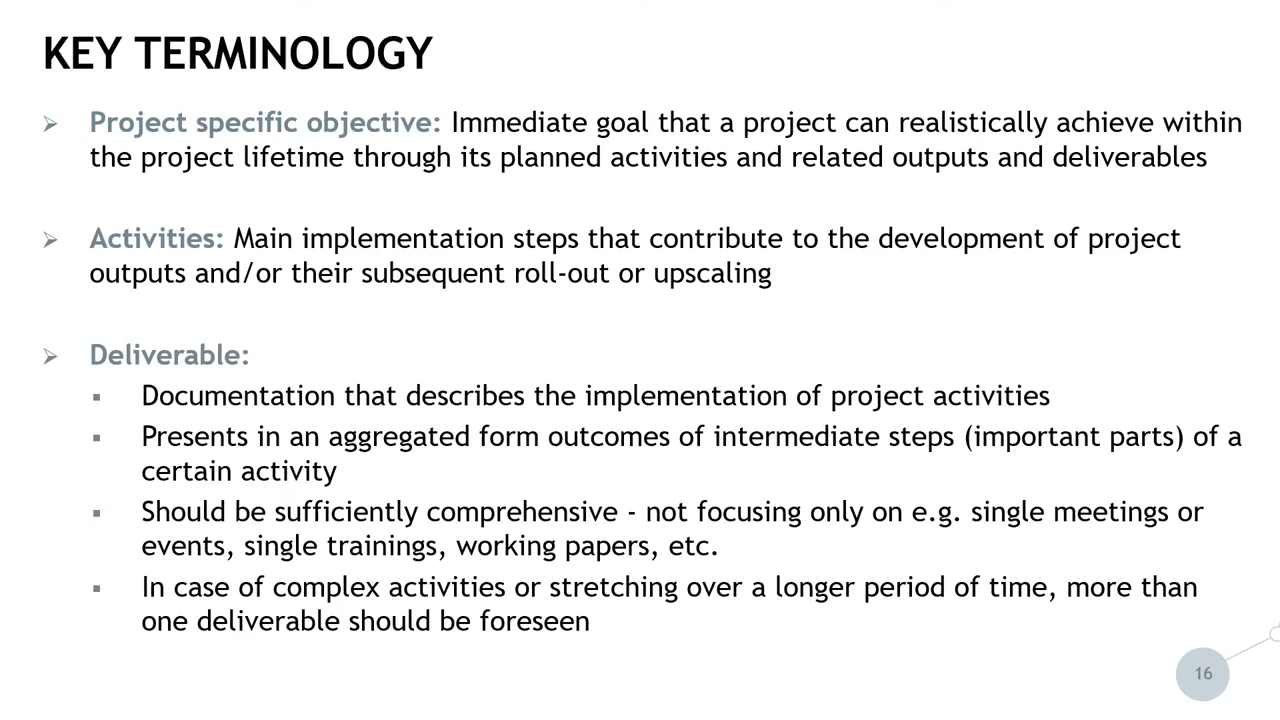 KEY TERMINOLOGY
➢ Project specific objective: Immediate goal that a project can realistically achieve within
the project lifetime through its planned activities and related outputs and deliverables
➢ Activities: Main implementation steps that contribute to the development of project
outputs and/or their subsequent roll-out or upscaling
➢ Deliverable:
▪ Documentation that describes the implementation of project activities
▪ Presents in an aggregated form outcomes of intermediate steps (important parts) of a
certain activity
▪ Should be sufficiently comprehensive - not focusing only on e.g. single meetings or
events, single trainings, working papers, etc.
▪ In case of complex activities or stretching over a longer period of time, more than
one deliverable should be foreseen
16